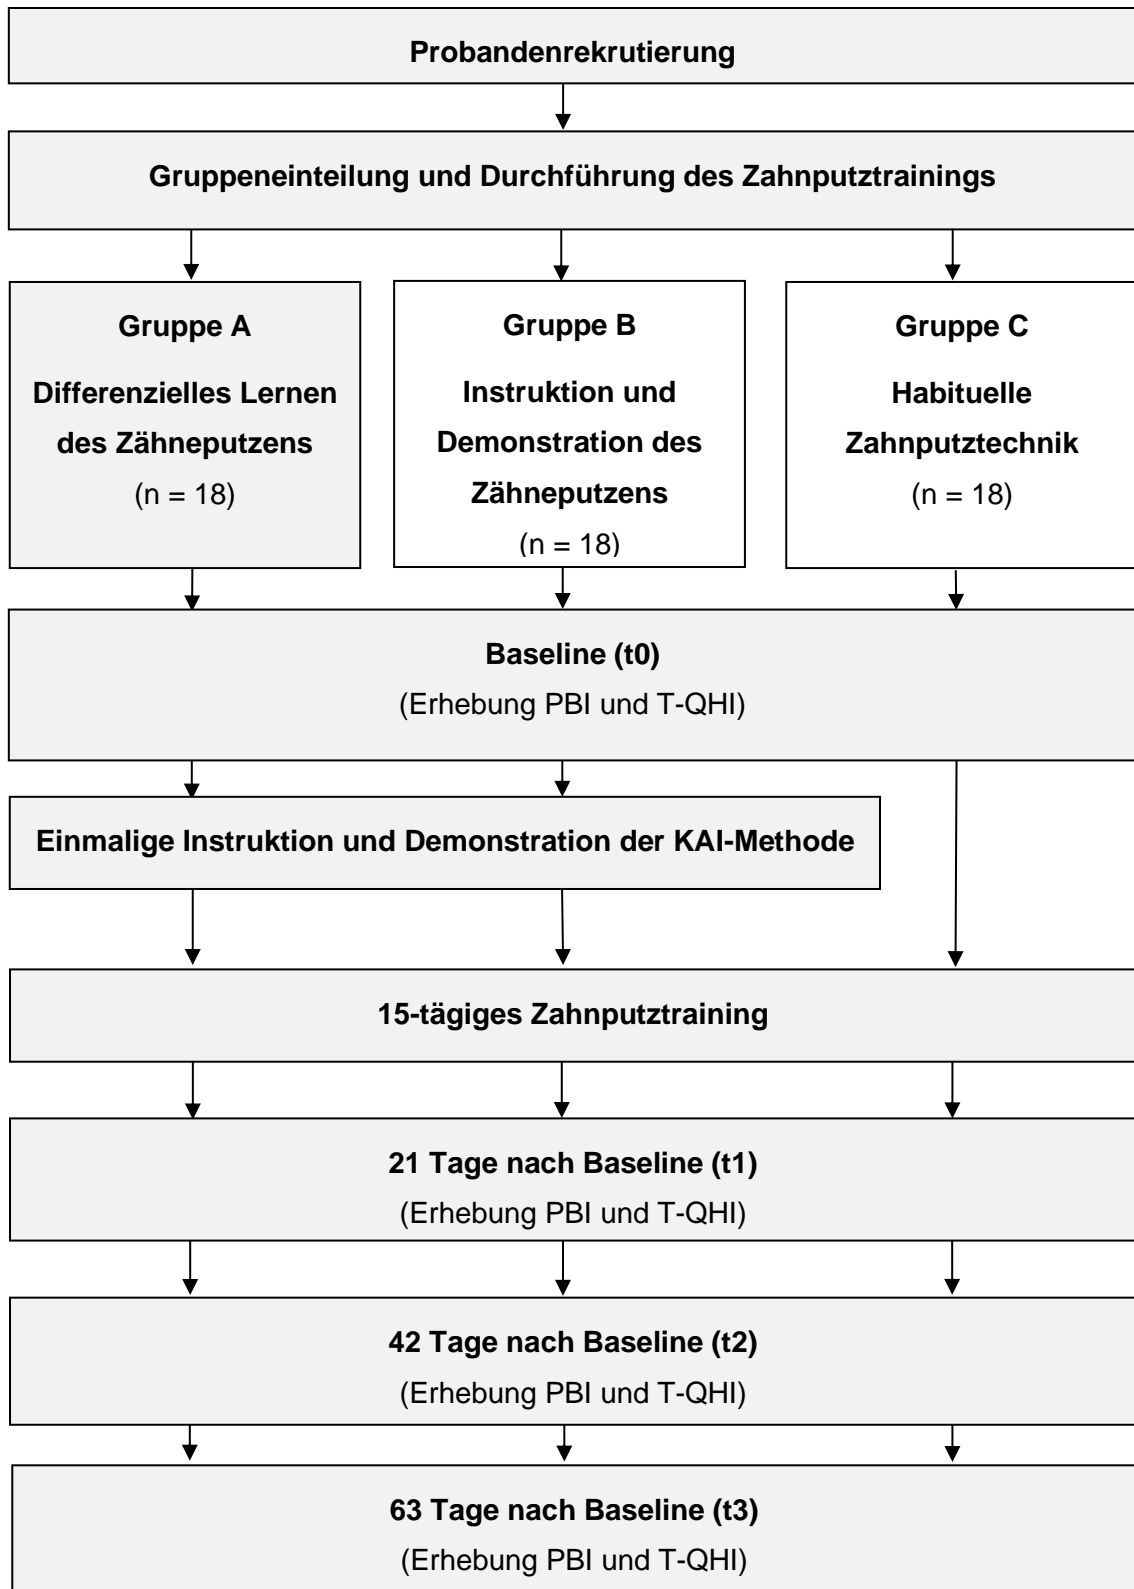 Probandenrekrutierung
Gruppeneinteilung und Durchführung des Zahnputztrainings
Gruppe A
Differenzielles Lernen
des Zähneputzens
(n = 18)
Gruppe B
Instruktion und
Demonstration des
Zähneputzens
(n = 18)
Gruppe C
Habituelle
Zahnputztechnik
(n = 18)
Baseline (t0)
(Erhebung PBI und T-QHI)
Einmalige Instruktion und Demonstration der KAI-Methode
15-tägiges Zahnputztraining
21 Tage nach Baseline (t1)
(Erhebung PBI und T-QHI)
42 Tage nach Baseline (t2)
(Erhebung PBI und T-QHI)
63 Tage nach Baseline (t3)
(Erhebung PBI und T-QHI)